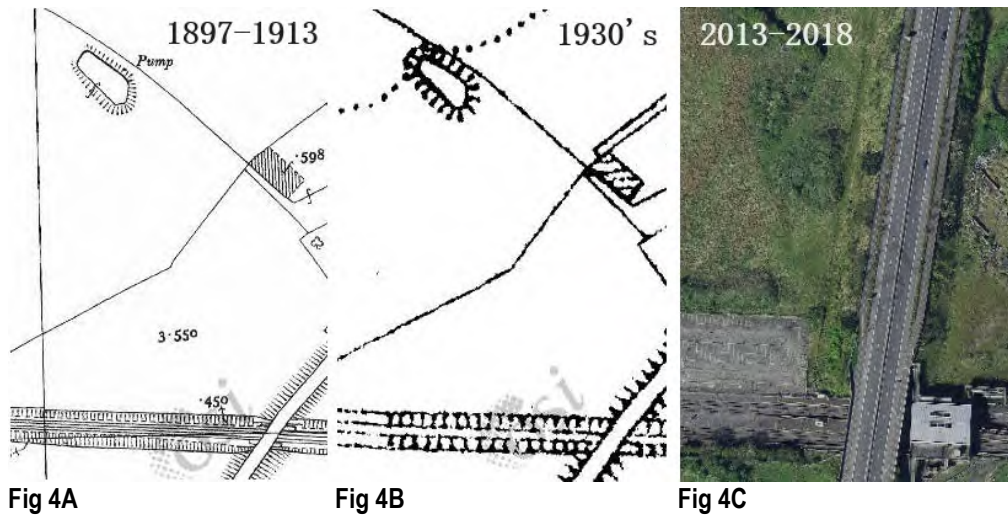 1897-1913
Pump
.598
3.550
.450
1930's
2013-2018
Fig 4A
Fig 4B
Fig 4C